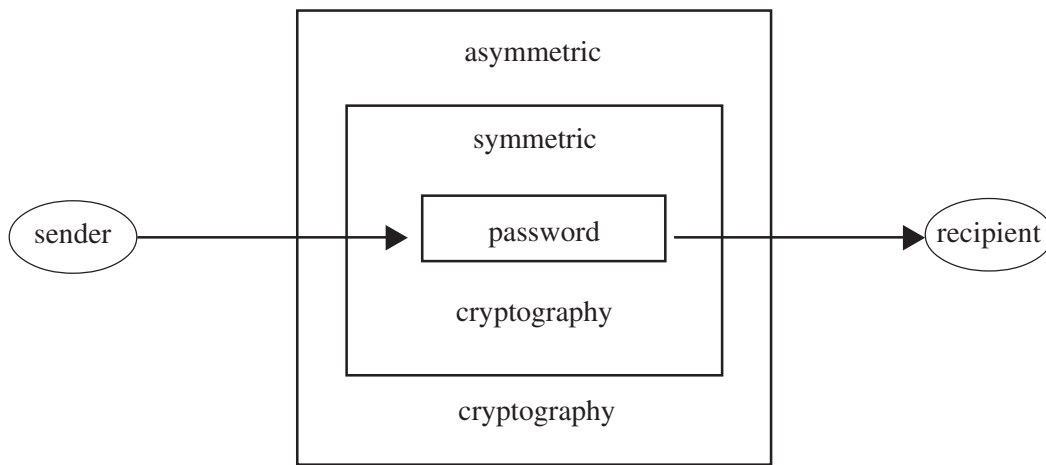 asymmetric
symmetric
sender
password
recipient
cryptography
cryptography